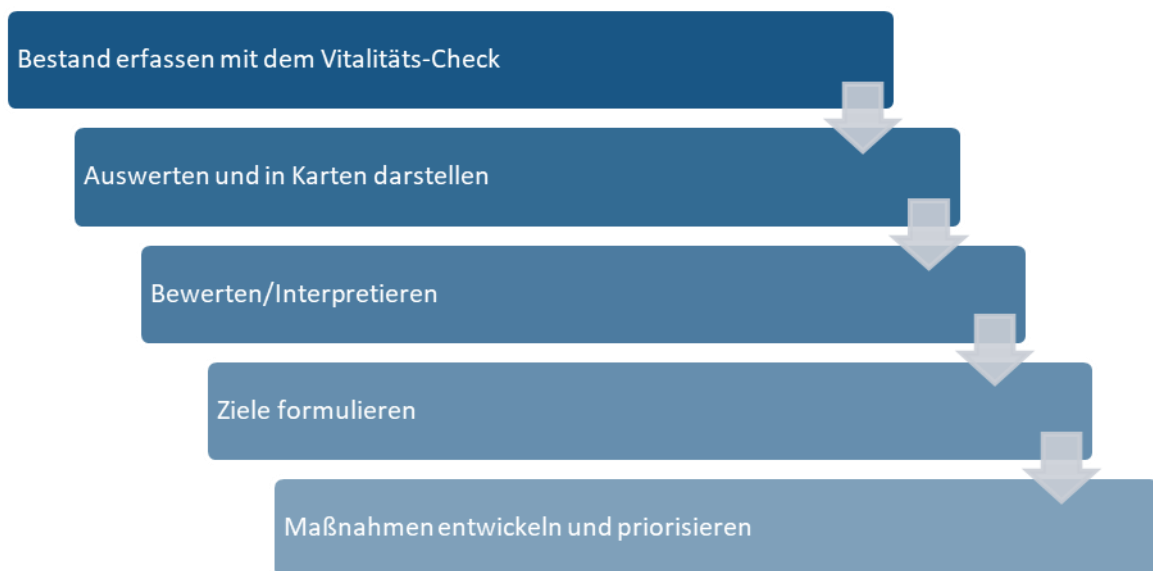 Bestand erfassen mit dem Vitalitäts-Check
Auswerten und in Karten darstellen
Bewerten/Interpretieren
Ziele formulieren
Maßnahmen entwickeln und priorisieren